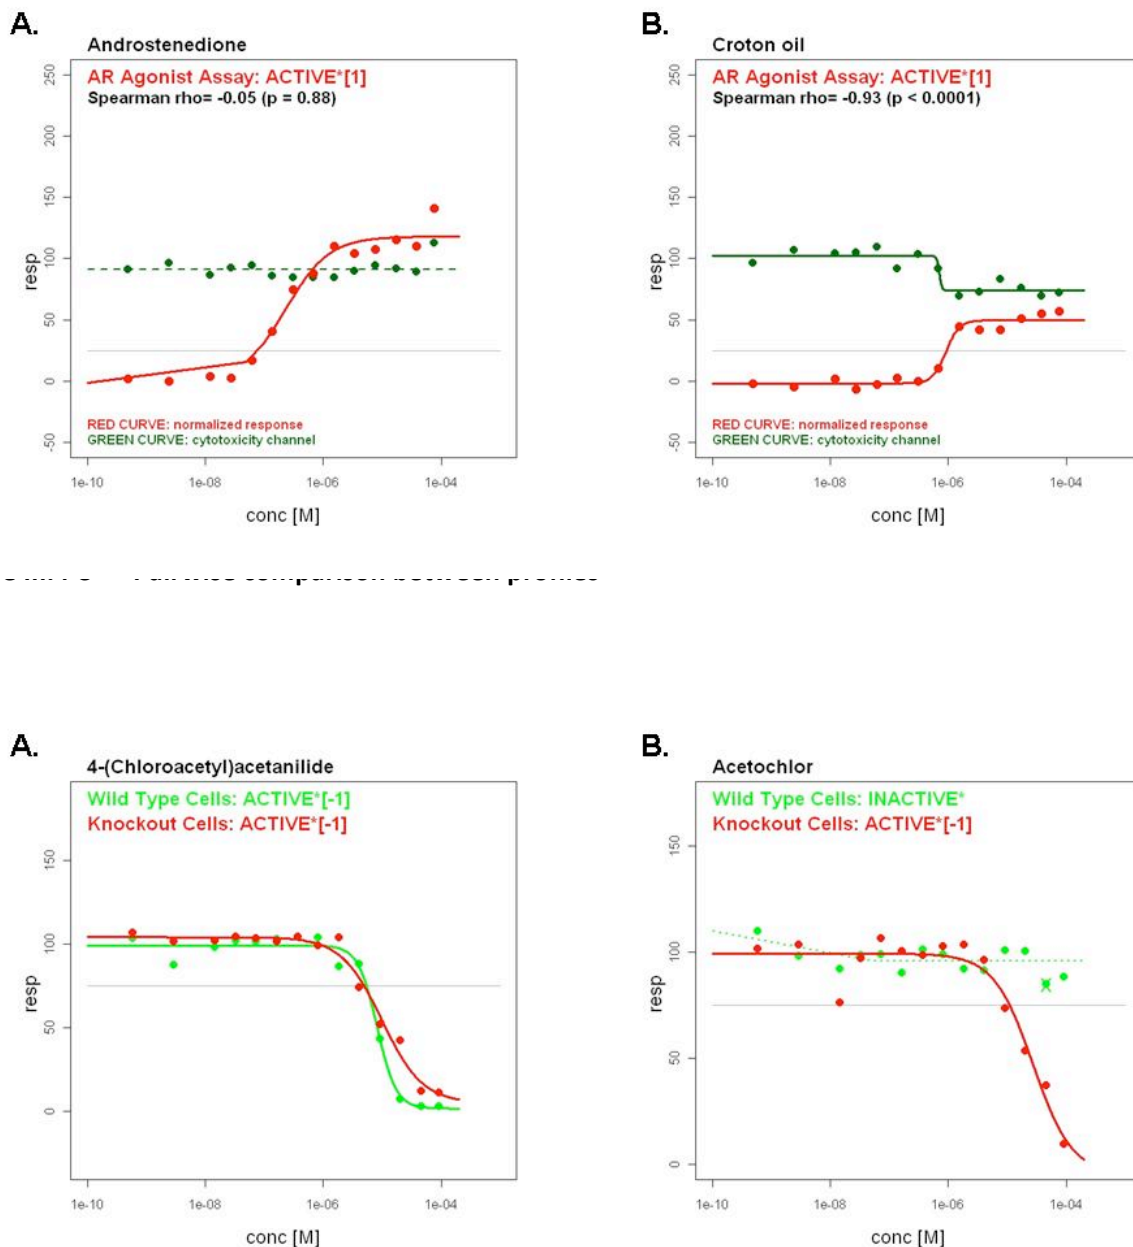 A.
Androstenedione
AR Agonist Assay: ACTIVE*[1]
Spearman rho= -0.05 (p = 0.88)
250
200
150
100
50
0
-50
resp
RED CURVE: normalized response
GREEN CURVE: cytotoxicity channel
1e-10 1e-08 1e-06 1e-04
conc [M]
B.
Croton oil
AR Agonist Assay: ACTIVE*[1]
Spearman rho= -0.93 (p < 0.0001)
250
200
150
100
50
0
-50
resp
RED CURVE: normalized response
GREEN CURVE: cytotoxicity channel
1e-10 1e-08 1e-06 1e-04
conc [M]
comparison between profiles
A.
4-(Chloroacetyl)acetanilide
Wild Type Cells: ACTIVE*[-1]
Knockout Cells: ACTIVE*[-1]
150
100
50
0
resp
1e-10 1e-08 1e-06 1e-04
conc [M]
B.
Acetochlor
Wild Type Cells: INACTIVE*
Knockout Cells: ACTIVE*[-1]
150
100
50
0
resp
1e-10 1e-08 1e-06 1e-04
conc [M]